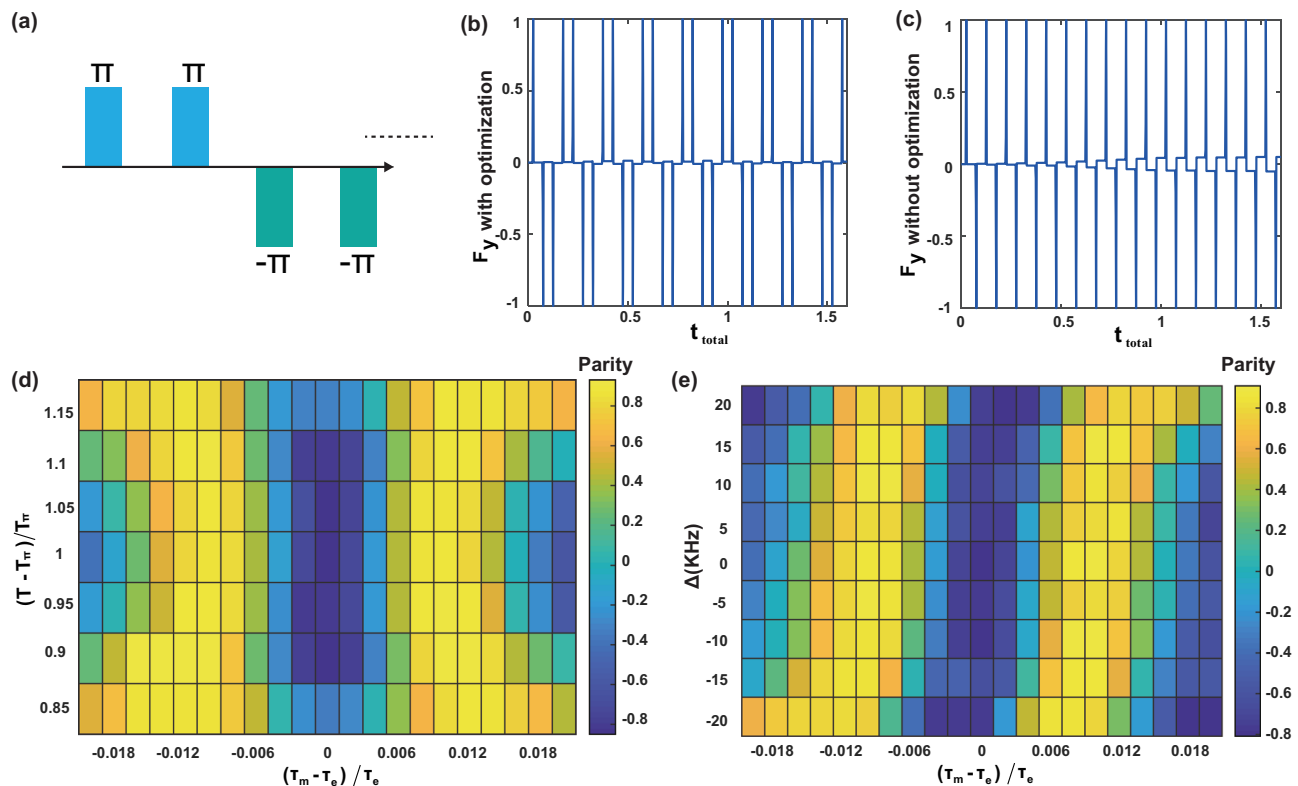 (a)
π π
-π -π
(b)
F_y with optimization
1
0.5
0
-0.5
-1
0 0.5 1 1.5
t_total
(c)
F_y without optimization
1
0.5
0
-0.5
-1
0 0.5 1 1.5
t_total
(d)
Parity
(T - T_π)/T_π
1.15
1.1
1.05
1
0.95
0.9
0.85
-0.018 -0.012 -0.006 0 0.006 0.012 0.018
(τ_m - τ_e) / τ_e
0.8
0.6
0.4
0.2
0
-0.2
-0.4
-0.6
-0.8
(e)
Parity
Δ(KHz)
20
15
10
5
0
-5
-10
-15
-20
-0.018 -0.012 -0.006 0 0.006 0.012 0.018
(τ_m - τ_e) / τ_e
0.8
0.6
0.4
0.2
0
-0.2
-0.4
-0.6
-0.8